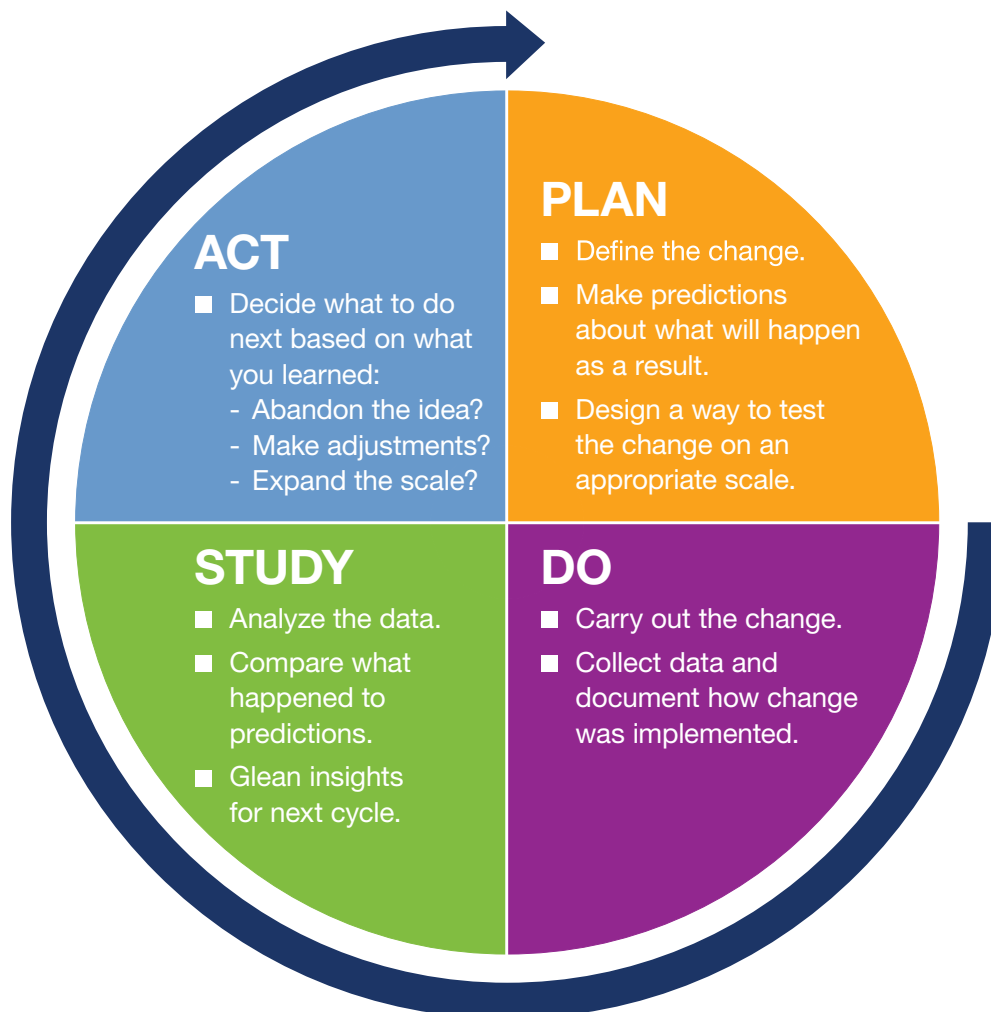 PLAN
■ Define the change.
■ Make predictions
about what will happen
as a result.
■ Design a way to test
the change on an
appropriate scale.
DO
■ Carry out the change.
■ Collect data and
document how change
was implemented.
STUDY
■ Analyze the data.
■ Compare what
happened to
predictions.
■ Glean insights
for next cycle.
ACT
■ Decide what to do
next based on what
you learned:
- Abandon the idea?
- Make adjustments?
- Expand the scale?